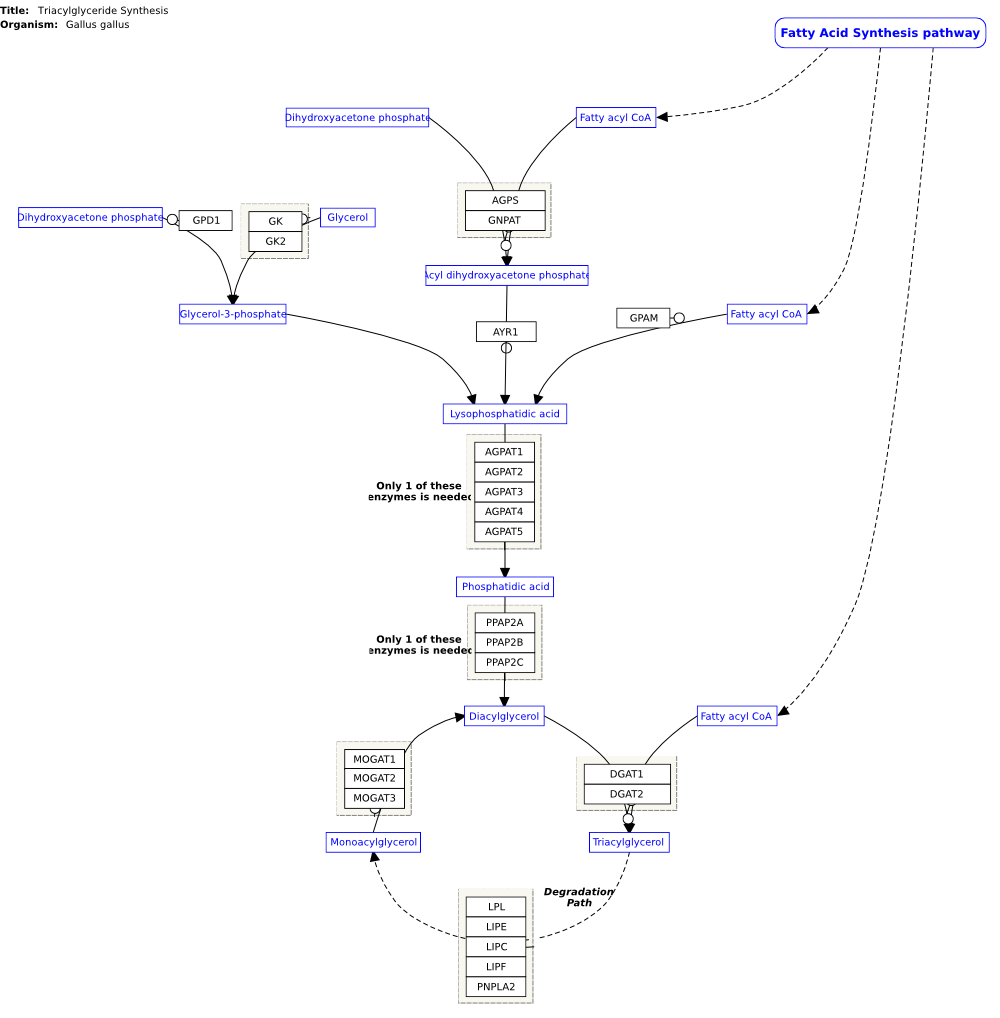 Title: Triacylglyceride Synthesis
Organism: Gallus gallus
Fatty Acid Synthesis pathway
Dihydroxyacetone phosphate
Fatty acyl CoA
AGPS
GNPAT
Dihydroxyacetone phosphate
GPD1
GK
GK2
Glycerol
Acyl dihydroxyacetone phosphate
Glycerol-3-phosphate
AYR1
GPAM
Fatty acyl CoA
Lysophosphatidic acid
AGPAT1
AGPAT2
AGPAT3
AGPAT4
AGPAT5
Only 1 of these
enzymes is needed
Phosphatidic acid
PPAP2A
PPAP2B
PPAP2C
Only 1 of these
enzymes is needed
Diacylglycerol
Fatty acyl CoA
MOGAT1
MOGAT2
MOGAT3
DGAT1
DGAT2
Monoacylglycerol
Triacylglycerol
Degradation
Path
LPL
LIPE
LIPC
LIPF
PNPLA2